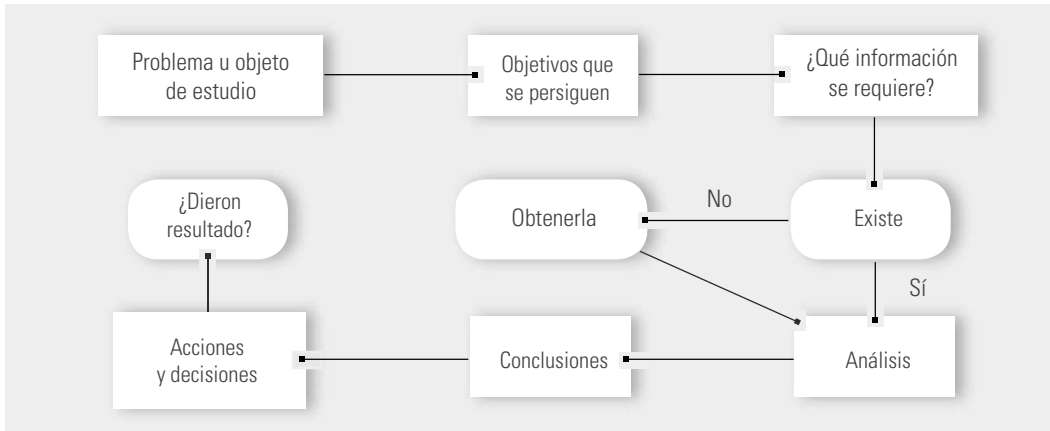 Problema u objeto
de estudio
Objetivos que
se persiguen
¿Qué información
se requiere?
¿Dieron
resultado?
Obtenerla
No
Existe
Sí
Acciones
y decisiones
Conclusiones
Análisis